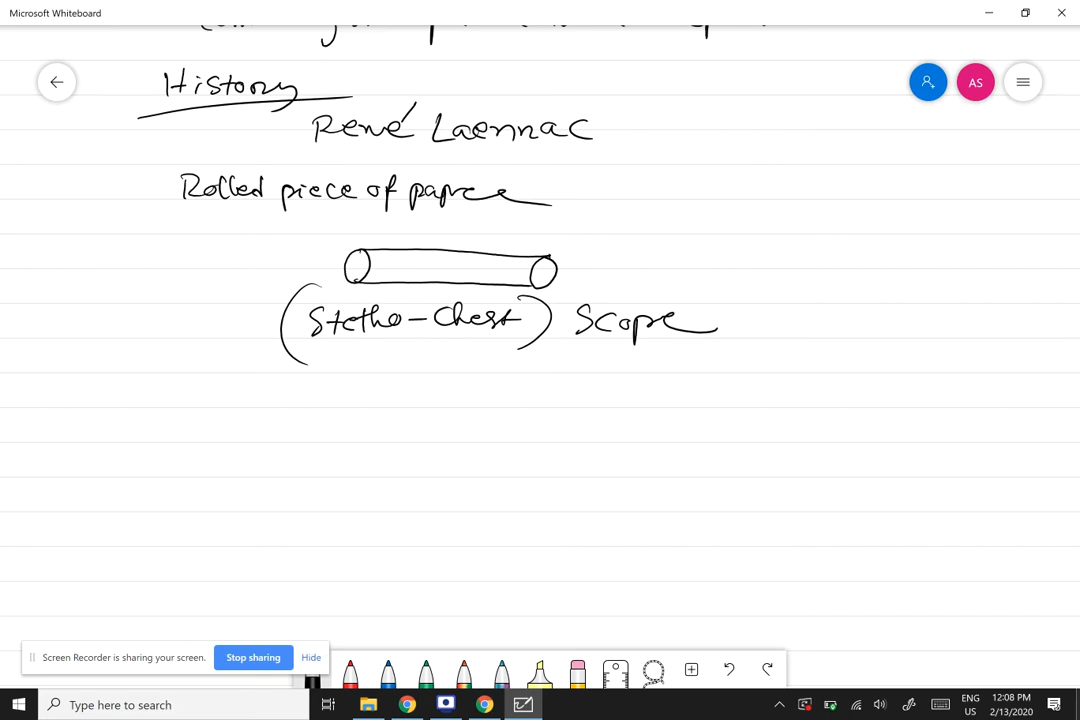 Microsoft Whiteboard
History
AS
René Laennac
Rolled piece of paper
(Stetho-Chest) Scope
Screen Recorder is sharing your screen. Stop sharing Hide
Type here to search
ENG
US
12:08 PM
2/13/2020